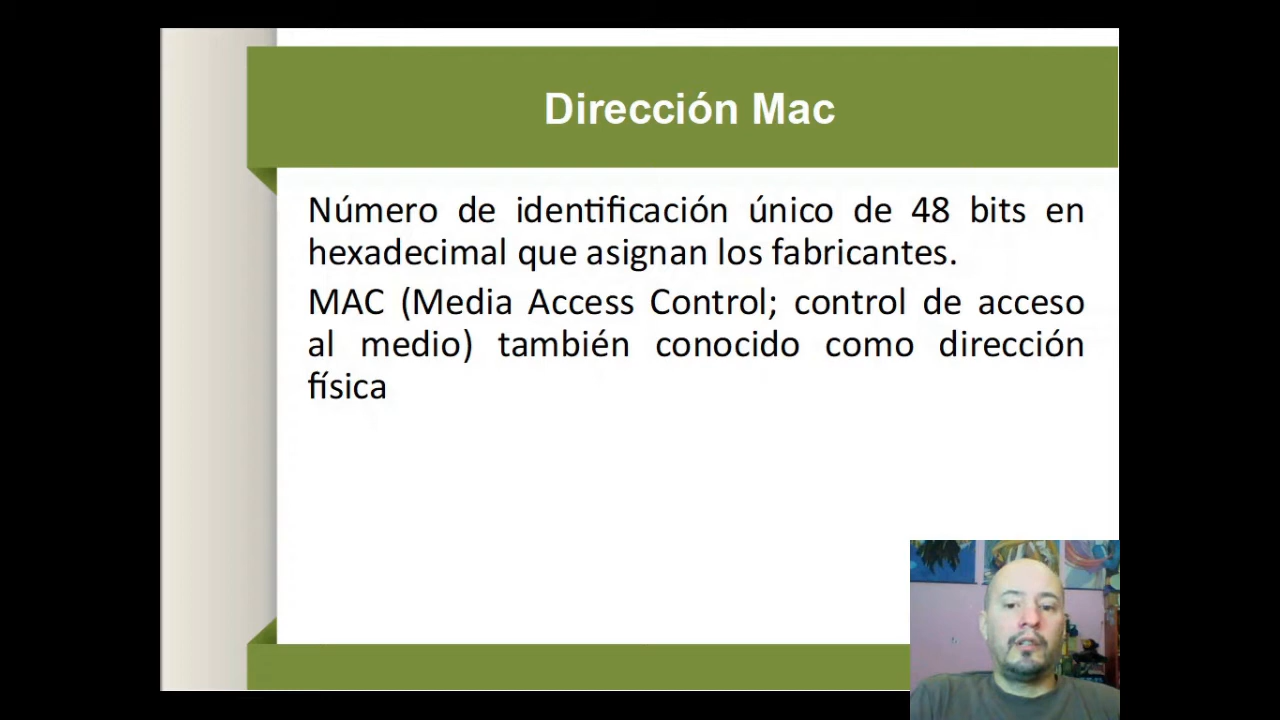 Dirección Mac
Número de identificación único de 48 bits en
hexadecimal que asignan los fabricantes.
MAC (Media Access Control; control de acceso
al medio) también conocido como dirección
física